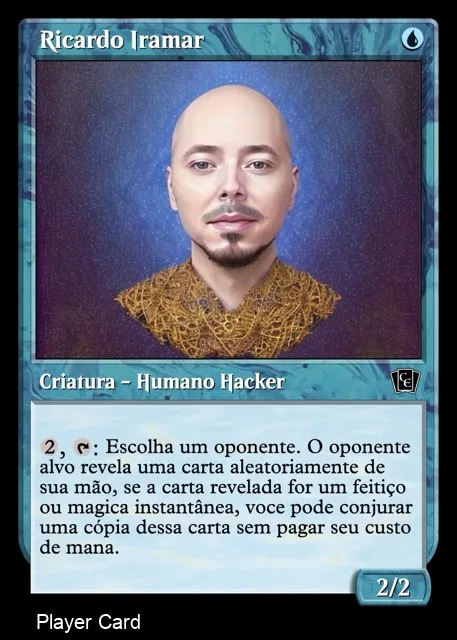 Ricardo Iramar
Criatura – Humano Hacker
CE
2, : Escolha um oponente. O oponente
alvo revela uma carta aleatoriamente de
sua mão, se a carta revelada for um feitiço
ou magica instantânea, voce pode conjurar
uma cópia dessa carta sem pagar seu custo
de mana.
2/2
Player Card